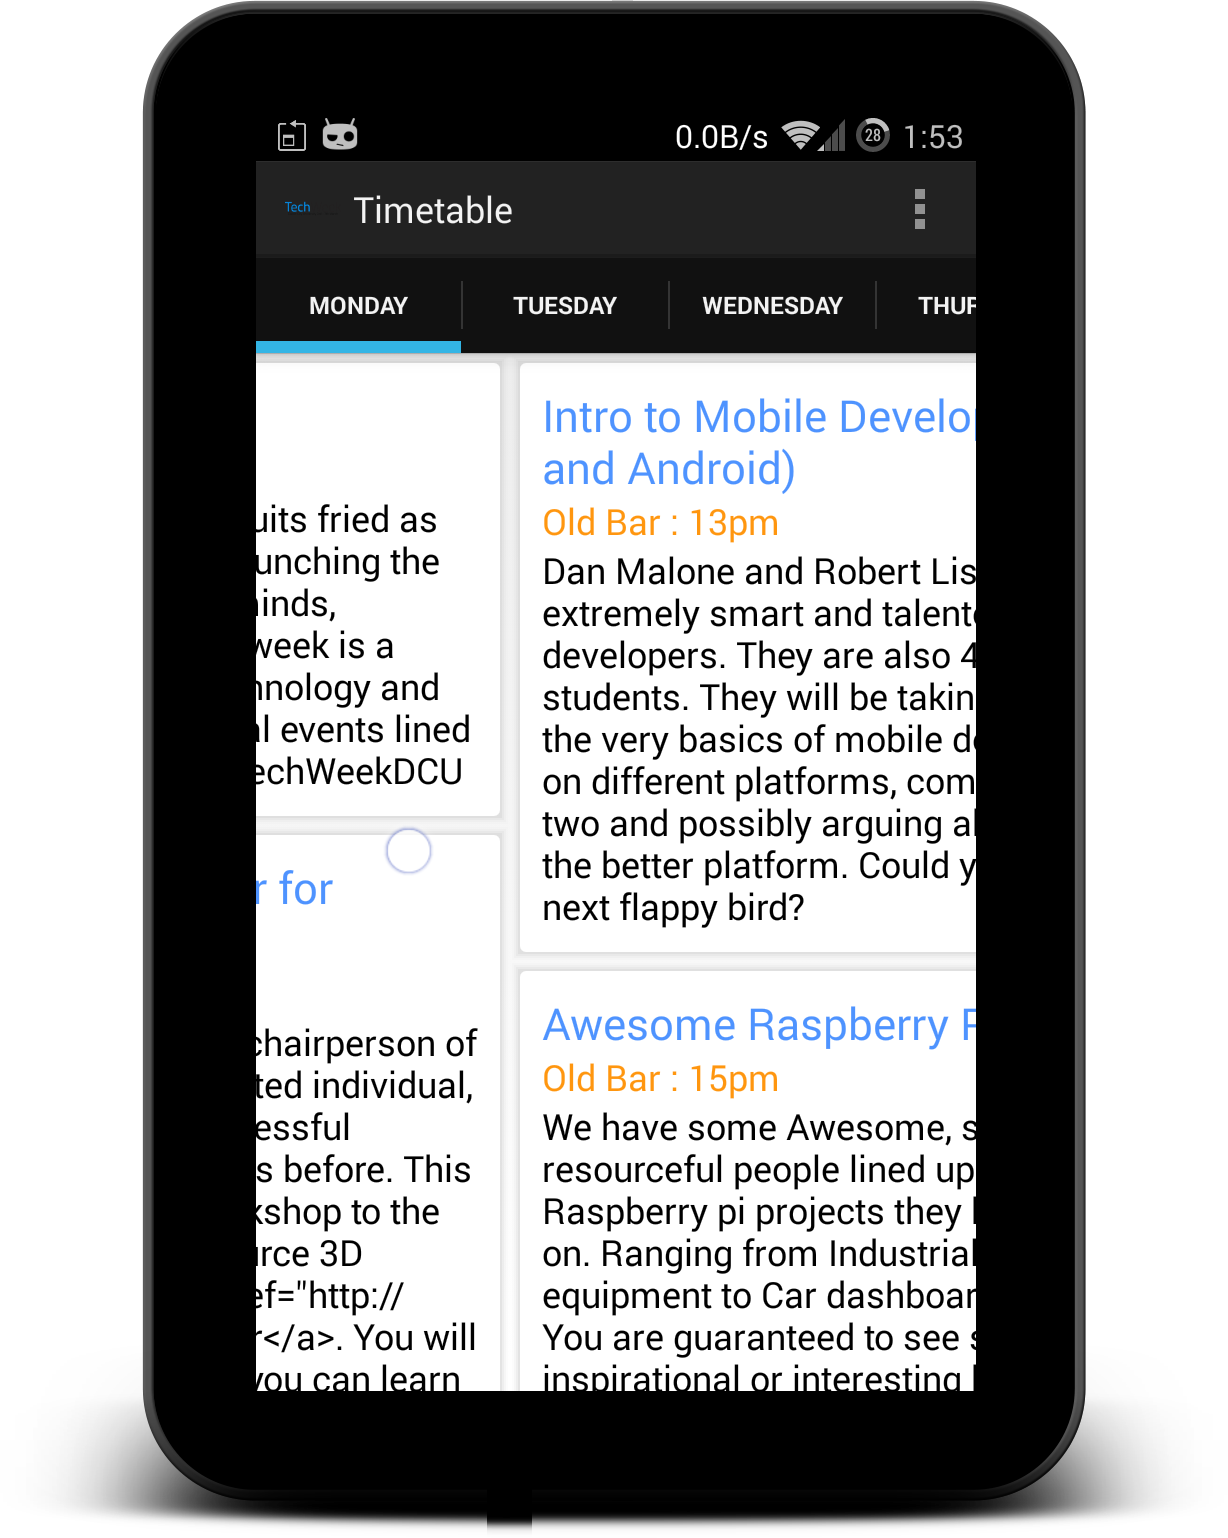 0.0B/s 28 1:53
Tech Timetable
MONDAY TUESDAY WEDNESDAY THUR
uits fried as
unching the
inds,
week is a
nology and
al events lined
echWeekDCU
r for
chairperson of
ted individual,
essful
s before. This
kshop to the
urce 3D
ef="http://
r</a>. You will
you can learn
Intro to Mobile Develop
and Android)
Old Bar : 13pm
Dan Malone and Robert Lis
extremely smart and talente
developers. They are also 4
students. They will be takin
the very basics of mobile de
on different platforms, com
two and possibly arguing a
the better platform. Could y
next flappy bird?
Awesome Raspberry P
Old Bar : 15pm
We have some Awesome, s
resourceful people lined up
Raspberry pi projects they
on. Ranging from Industrial
equipment to Car dashboar
You are guaranteed to see s
inspirational or interesting